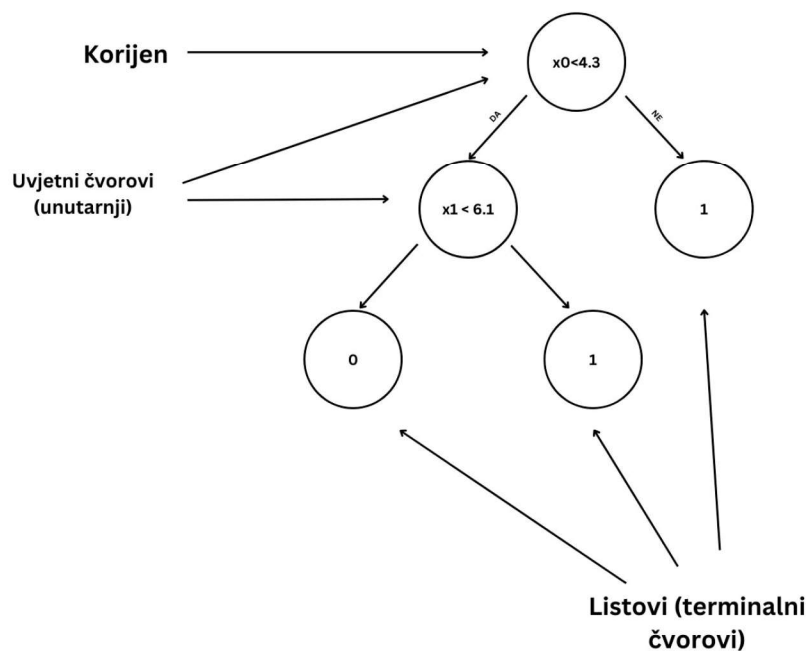 Korijen
x0<4.3
DA
NE
Uvjetni čvorovi
(unutarnji)
x1 < 6.1
1
0
1
Listovi (terminalni
čvorovi)